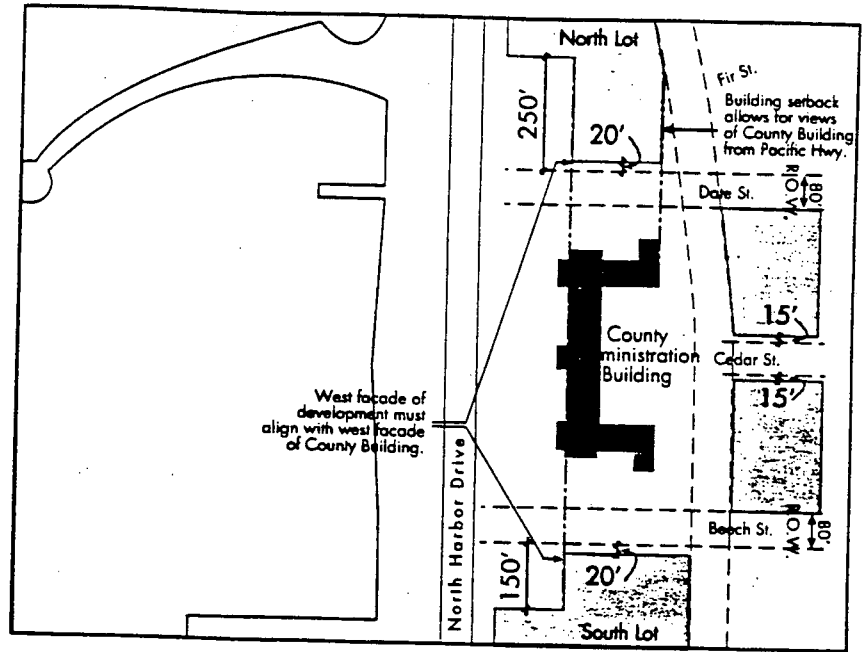 North Lot
Fir St.
Building setback
allows for views
of County Building
from Pacific Hwy.
250'
20'
R.O.W.
80'
Date St.
15'
County
ministration
Building
Cedar St.
15'
West facade of
development must
align with west facade
of County Building.
North Harbor Drive
Beech St.
R.O.W.
80'
150'
20'
South Lot